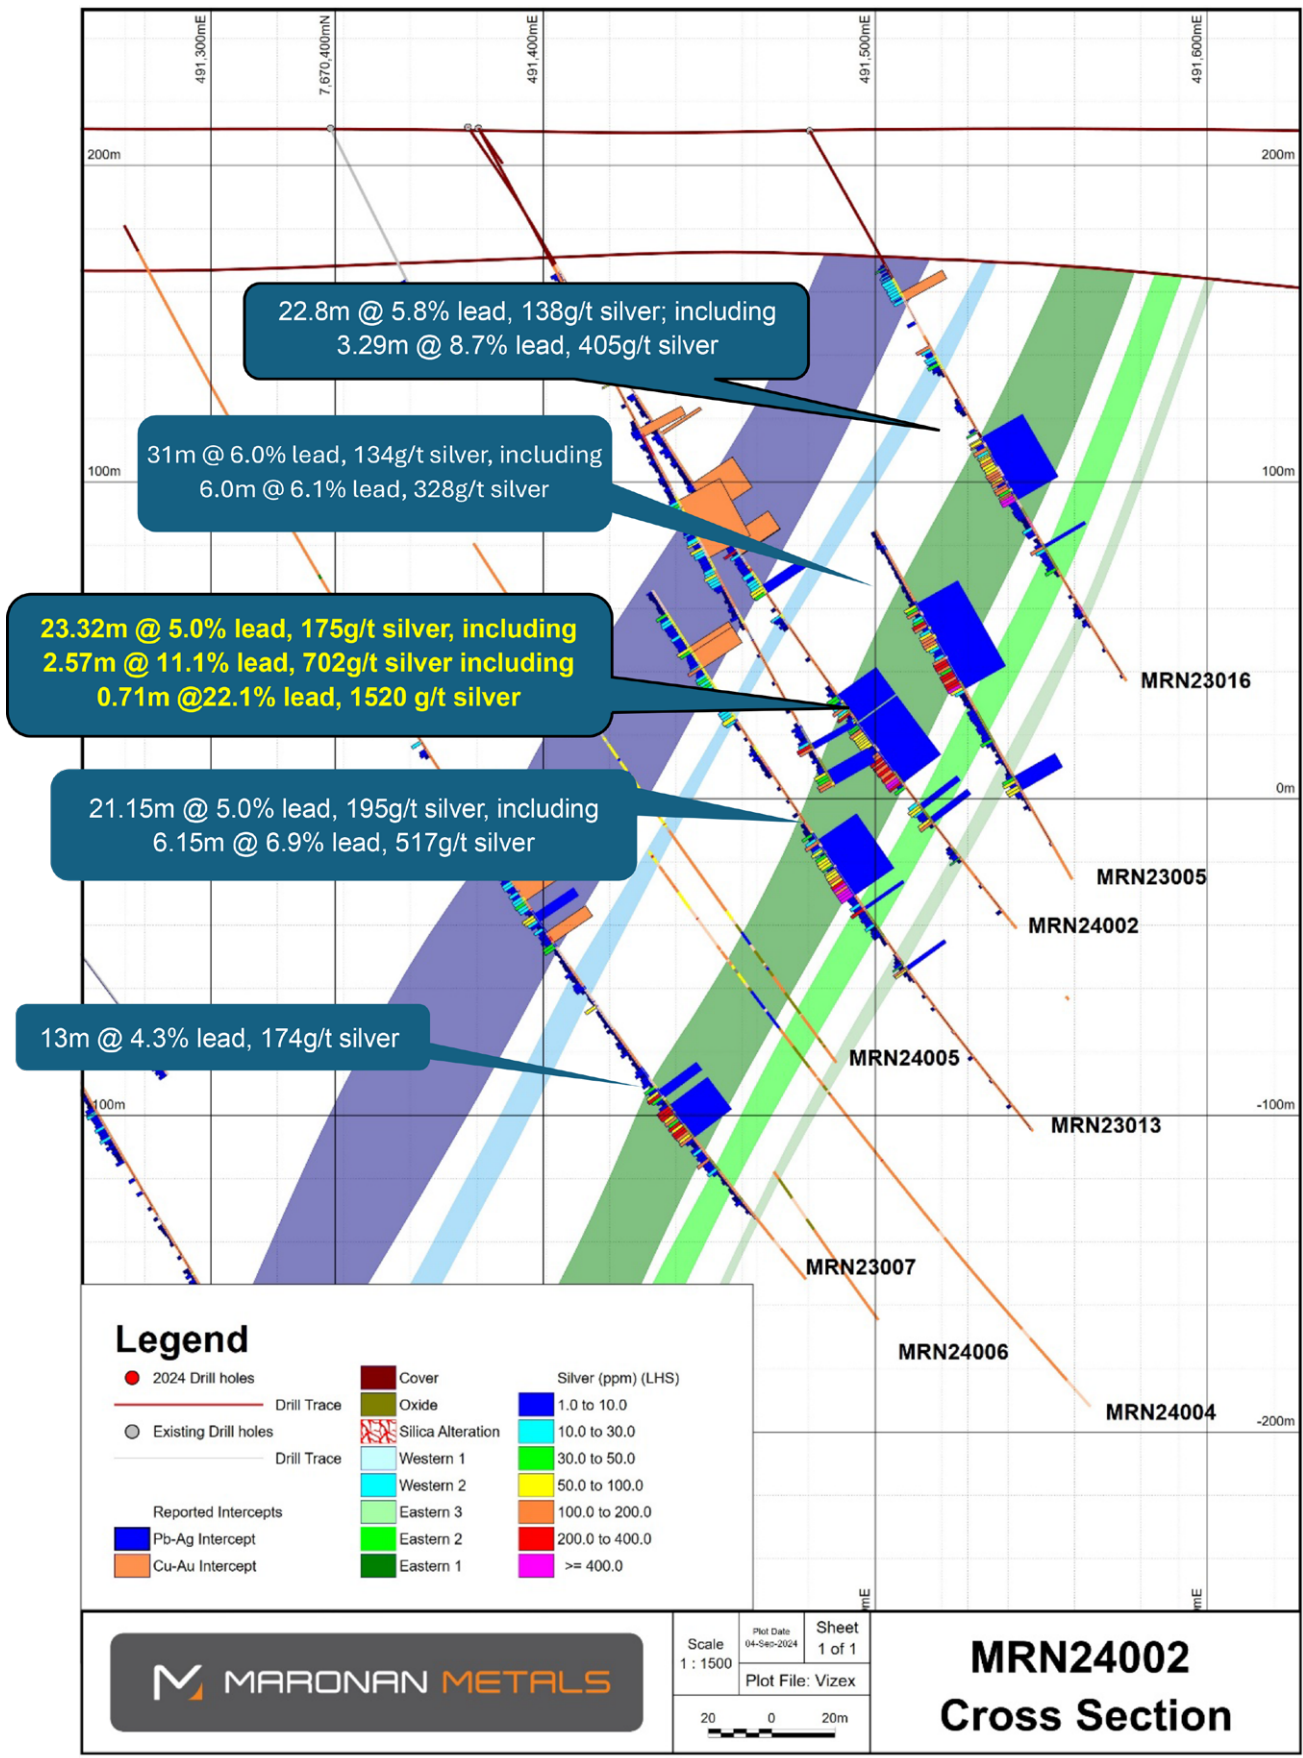 491,300mE
7,670,400mN
491,400mE
491,500mE
491,600mE
200m
200m
22.8m @ 5.8% lead, 138g/t silver; including
3.29m @ 8.7% lead, 405g/t silver
31m @ 6.0% lead, 134g/t silver, including
6.0m @ 6.1% lead, 328g/t silver
100m
100m
23.32m @ 5.0% lead, 175g/t silver, including
2.57m @ 11.1% lead, 702g/t silver including
0.71m @22.1% lead, 1520 g/t silver
MRN23016
0m
21.15m @ 5.0% lead, 195g/t silver, including
6.15m @ 6.9% lead, 517g/t silver
MRN23005
MRN24002
13m @ 4.3% lead, 174g/t silver
MRN24005
100m
-100m
MRN23013
MRN23007
MRN24006
MRN24004
-200m
Legend
2024 Drill holes
Drill Trace
Existing Drill holes
Drill Trace
Reported Intercepts
Pb-Ag Intercept
Cu-Au Intercept
Cover
Oxide
Silica Alteration
Western 1
Western 2
Eastern 3
Eastern 2
Eastern 1
Silver (ppm) (LHS)
1.0 to 10.0
10.0 to 30.0
30.0 to 50.0
50.0 to 100.0
100.0 to 200.0
200.0 to 400.0
>= 400.0
mE
mE
MARONAN METALS
Scale
1 : 1500
Plot Date
04-Sep-2024
Sheet
1 of 1
Plot File: Vizex
20 0 20m
MRN24002
Cross Section